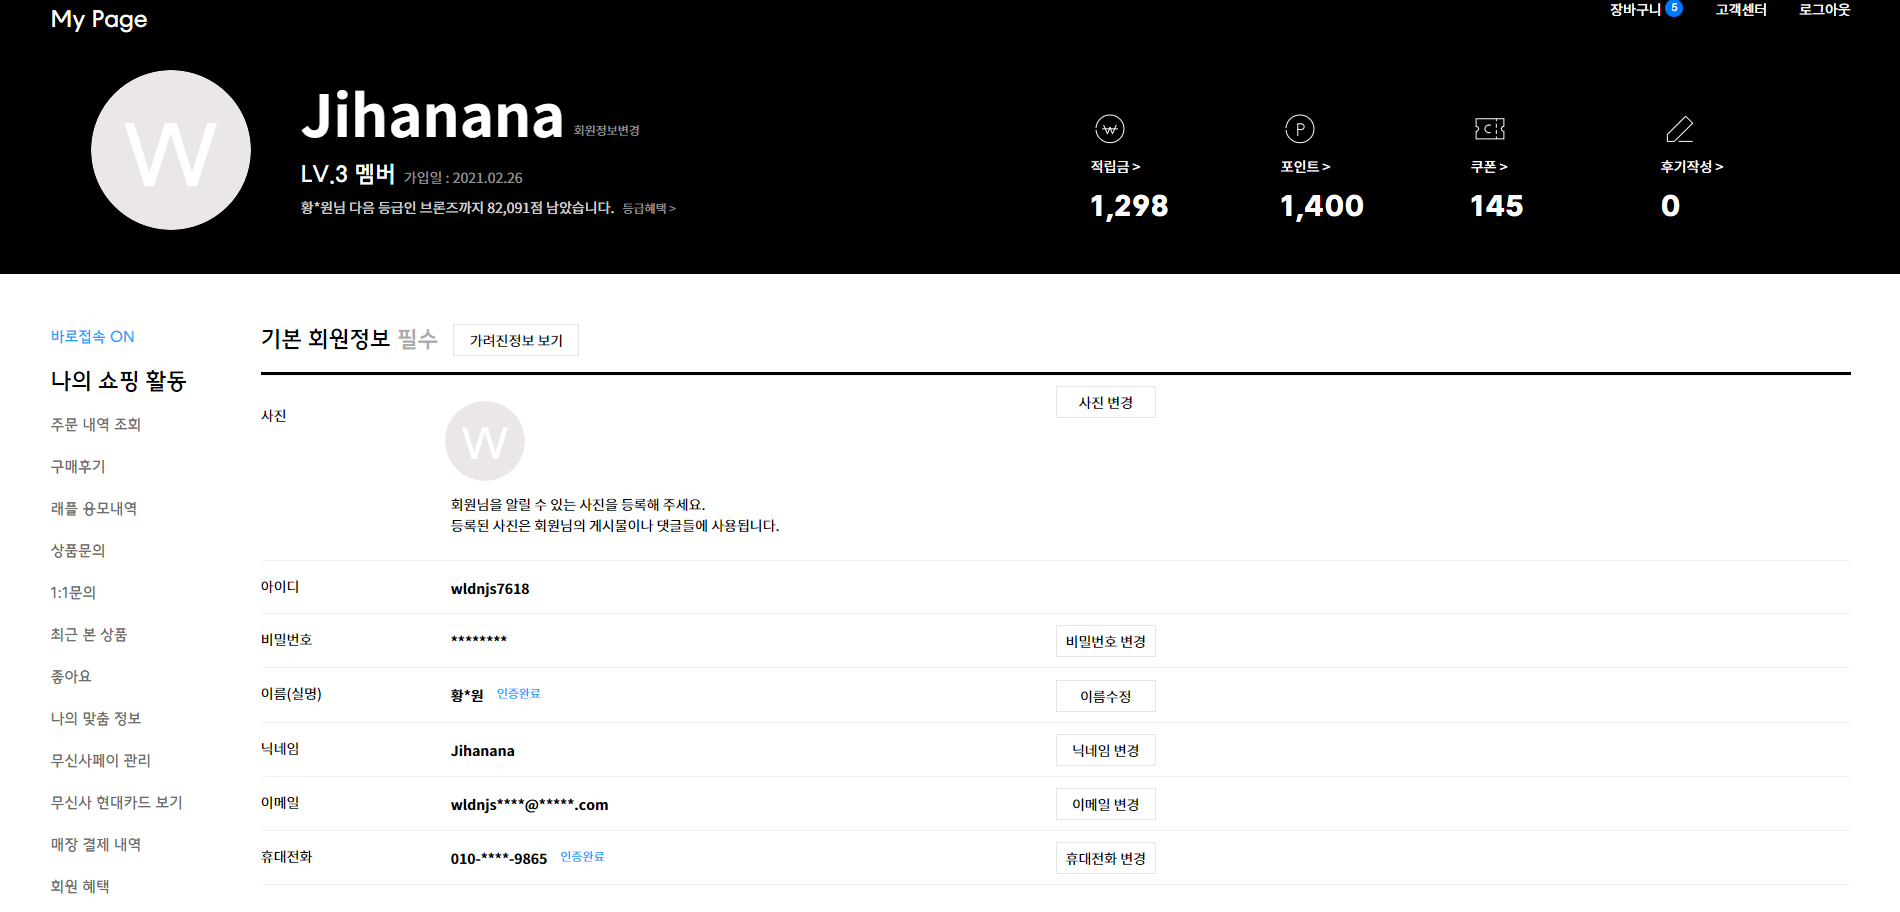 My Page
장바구니 5 고객센터 로그아웃
W
Jihanana 회원정보변경
LV.3 멤버 가입일 : 2021.02.26
황*원님 다음 등급인 브론즈까지 82,091점 남았습니다. 등급혜택 >
적립금 > 포인트 > 쿠폰 > 후기작성 >
1,298 1,400 145 0
바로접속 ON
나의 쇼핑 활동
주문 내역 조회
구매후기
래플 응모내역
상품문의
1:1문의
최근 본 상품
좋아요
나의 맞춤 정보
무신사페이 관리
무신사 현대카드 보기
매장 결제 내역
회원 혜택
기본 회원정보 필수 가려진정보 보기
사진 W 사진 변경
회원님을 알릴 수 있는 사진을 등록해 주세요.
등록된 사진은 회원님의 게시물이나 댓글들에 사용됩니다.
아이디 wldnjs7618
비밀번호 ******** 비밀번호 변경
이름(실명) 황*원 인증완료 이름수정
닉네임 Jihanana 닉네임 변경
이메일 wldnjs****@*****.com 이메일 변경
휴대전화 010-****-9865 인증완료 휴대전화 변경